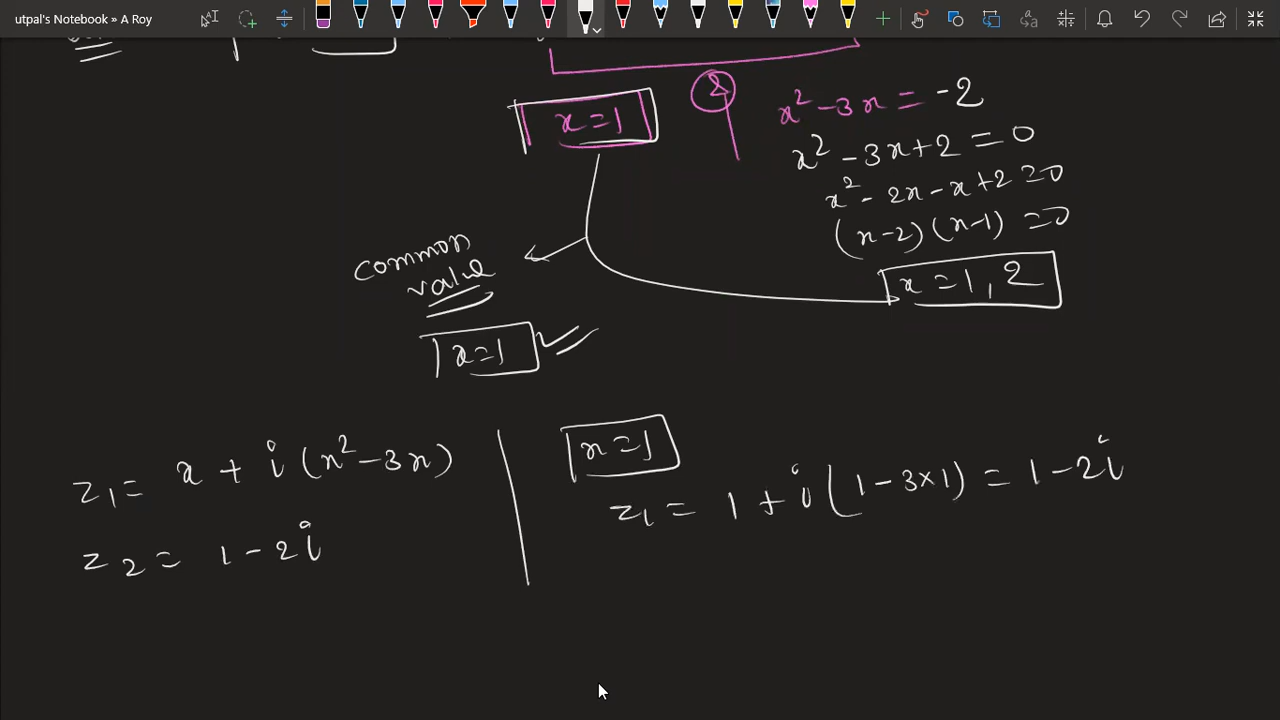 utpal's Notebook » A Roy
x = 1
2
x² - 3x = -2
x² - 3x + 2 = 0
x² - 2x - x + 2 = 0
(x-2)(x-1) = 0
x = 1, 2
common
value
x = 1
z₁ = x + i(x² - 3x)
z₂ = 1 - 2i
x = 1
z₁ = 1 + i(1 - 3×1) = 1 - 2i